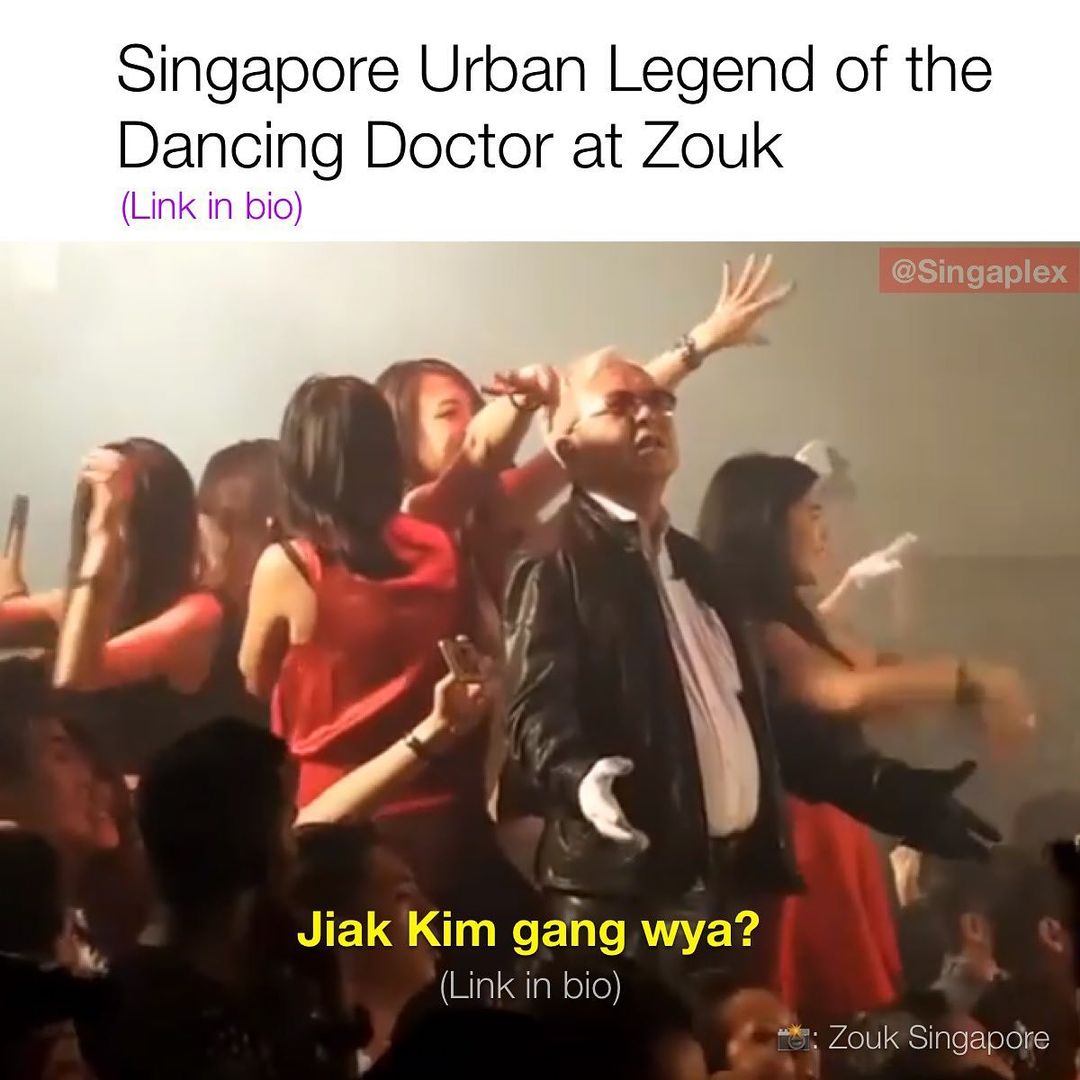 Singapore Urban Legend of the
Dancing Doctor at Zouk
(Link in bio)
@Singaplex
Jiak Kim gang wya?
(Link in bio)
📸: Zouk Singapore